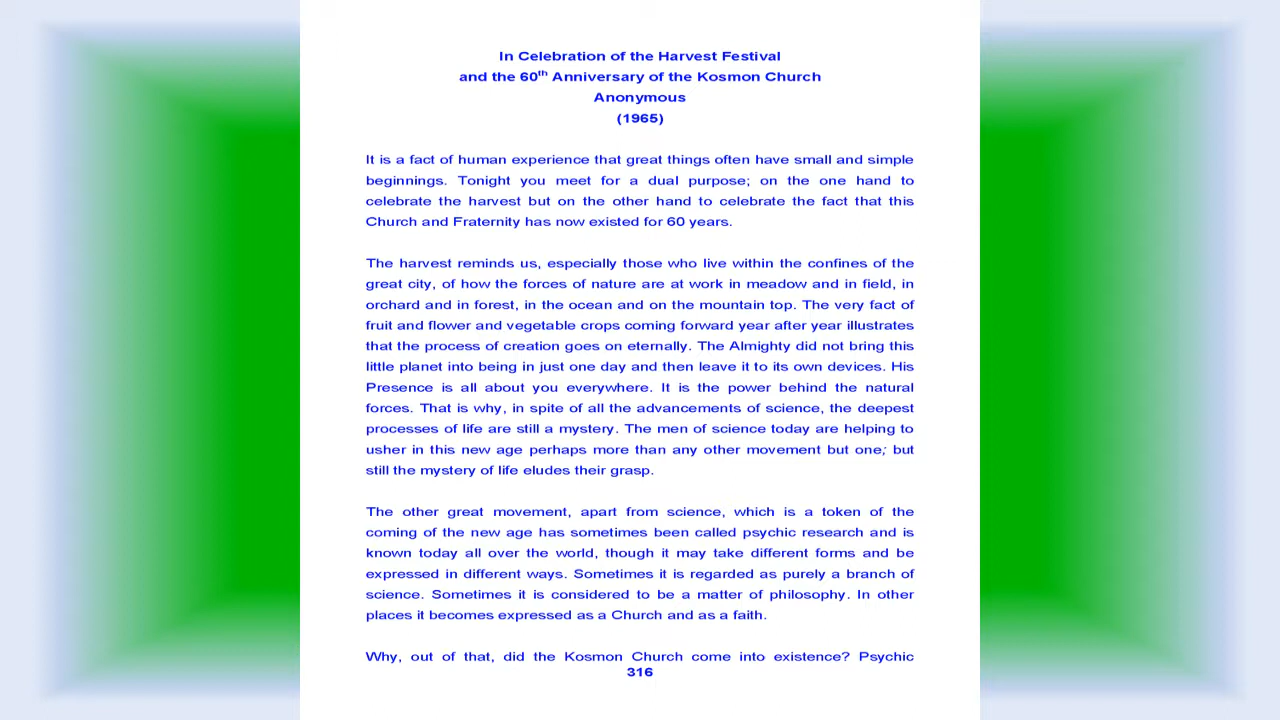 In Celebration of the Harvest Festival
and the 60th Anniversary of the Kosmon Church
Anonymous
(1965)
It is a fact of human experience that great things often have small and simple
beginnings. Tonight you meet for a dual purpose; on the one hand to
celebrate the harvest but on the other hand to celebrate the fact that this
Church and Fraternity has now existed for 60 years.
The harvest reminds us, especially those who live within the confines of the
great city, of how the forces of nature are at work in meadow and in field, in
orchard and in forest, in the ocean and on the mountain top. The very fact of
fruit and flower and vegetable crops coming forward year after year illustrates
that the process of creation goes on eternally. The Almighty did not bring this
little planet into being in just one day and then leave it to its own devices. His
Presence is all about you everywhere. It is the power behind the natural
forces. That is why, in spite of all the advancements of science, the deepest
processes of life are still a mystery. The men of science today are helping to
usher in this new age perhaps more than any other movement but one; but
still the mystery of life eludes their grasp.
The other great movement, apart from science, which is a token of the
coming of the new age has sometimes been called psychic research and is
known today all over the world, though it may take different forms and be
expressed in different ways. Sometimes it is regarded as purely a branch of
science. Sometimes it is considered to be a matter of philosophy. In other
places it becomes expressed as a Church and as a faith.
Why, out of that, did the Kosmon Church come into existence? Psychic
316